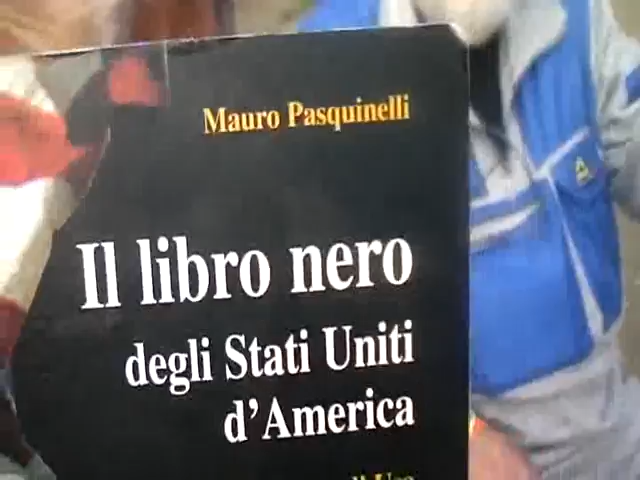 Mauro Pasquinelli
Il libro nero
degli Stati Uniti
d'America